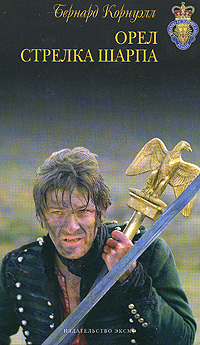 Бернард Корнуэлл
ОРЕЛ
СТРЕЛКА ШАРПА
ИЗДАТЕЛЬСТВО ЭКСМО